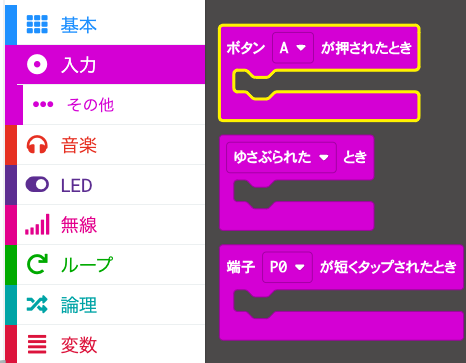 基本
入力
その他
音楽
LED
無線
ループ
論理
変数
ボタン A が押されたとき
ゆさぶられた とき
端子 P0 が短くタップされたとき